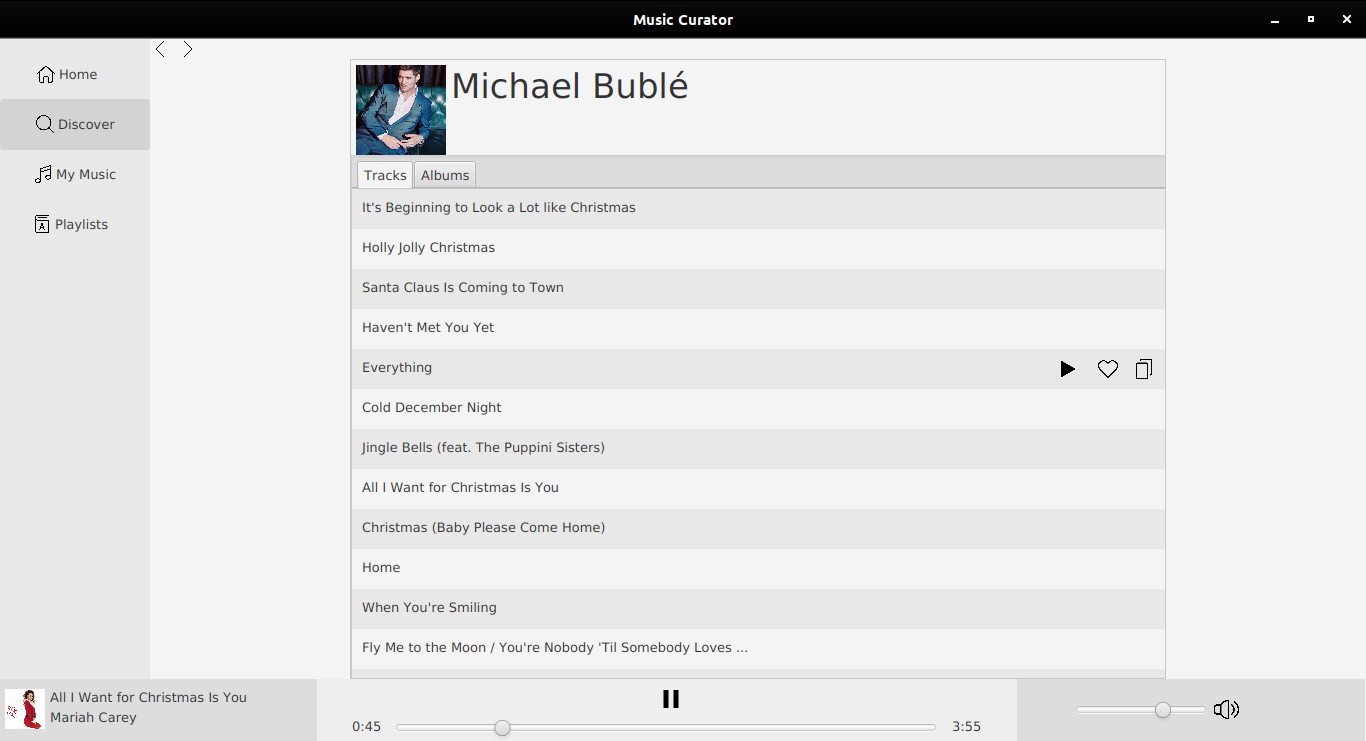 Music Curator
Home
Discover
My Music
Playlists
Michael Bublé
Tracks Albums
It's Beginning to Look a Lot like Christmas
Holly Jolly Christmas
Santa Claus Is Coming to Town
Haven't Met You Yet
Everything
Cold December Night
Jingle Bells (feat. The Puppini Sisters)
All I Want for Christmas Is You
Christmas (Baby Please Come Home)
Home
When You're Smiling
Fly Me to the Moon / You're Nobody 'Til Somebody Loves ...
All I Want for Christmas Is You
Mariah Carey
0:45 3:55